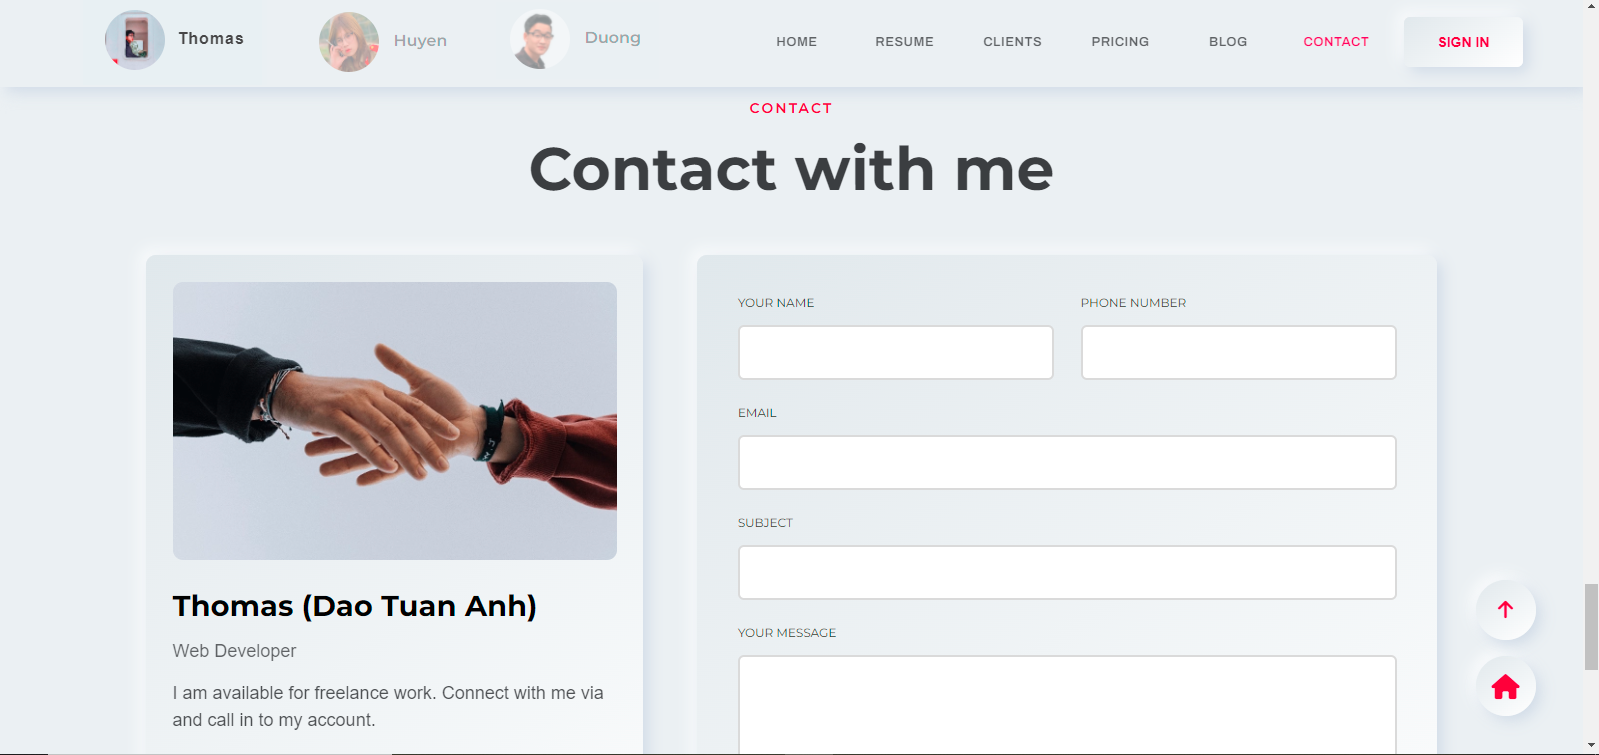 Thomas
Huyen
Duong
HOME
RESUME
CLIENTS
PRICING
BLOG
CONTACT
SIGN IN
CONTACT
Contact with me
Thomas (Dao Tuan Anh)
Web Developer
I am available for freelance work. Connect with me via
and call in to my account.
YOUR NAME
PHONE NUMBER
EMAIL
SUBJECT
YOUR MESSAGE